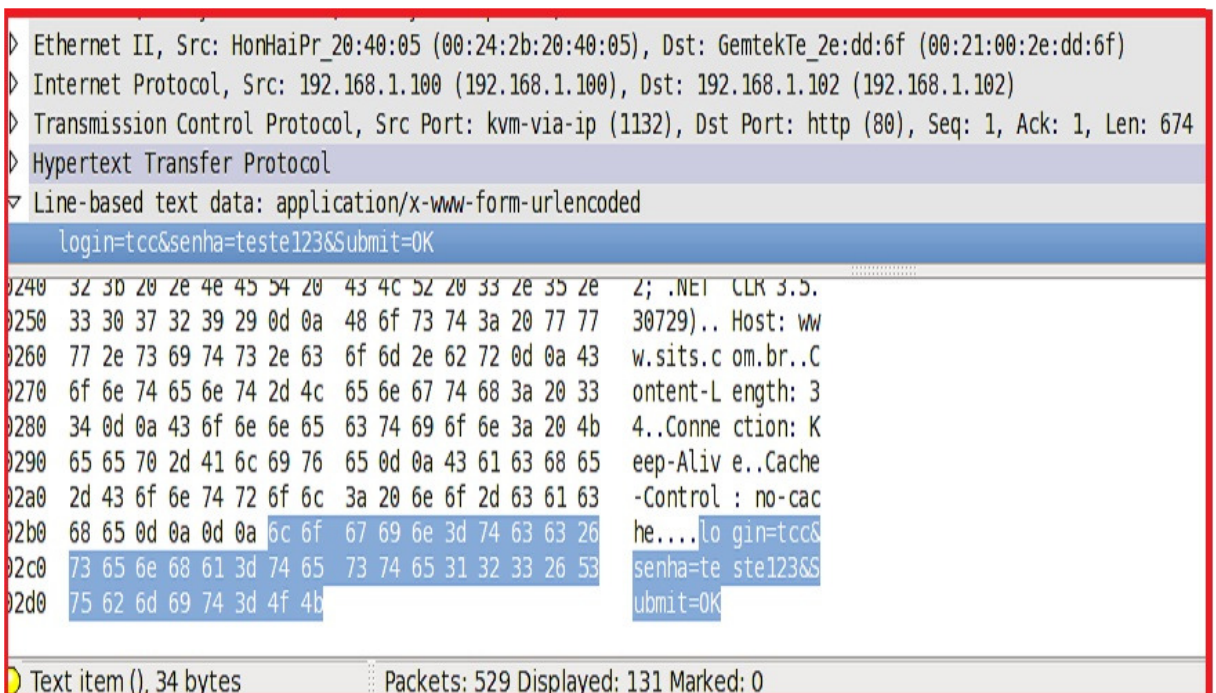 Ethernet II, Src: HonHaiPr_20:40:05 (00:24:2b:20:40:05), Dst: GemtekTe_2e:dd:6f (00:21:00:2e:dd:6f)
Internet Protocol, Src: 192.168.1.100 (192.168.1.100), Dst: 192.168.1.102 (192.168.1.102)
Transmission Control Protocol, Src Port: kvm-via-ip (1132), Dst Port: http (80), Seq: 1, Ack: 1, Len: 674
Hypertext Transfer Protocol
Line-based text data: application/x-www-form-urlencoded
login=tcc&senha=teste123&Submit=OK
0240 32 3b 20 2e 4e 45 54 20 43 4c 52 20 33 2e 35 2e 2; .NET CLR 3.5.
0250 33 30 37 32 39 29 0d 0a 48 6f 73 74 3a 20 77 77 30729).. Host: ww
0260 77 2e 73 69 74 73 2e 63 6f 6d 2e 62 72 0d 0a 43 w.sits.c om.br..C
0270 6f 6e 74 65 6e 74 2d 4c 65 6e 67 74 68 3a 20 33 ontent-L ength: 3
0280 34 0d 0a 43 6f 6e 6e 65 63 74 69 6f 6e 3a 20 4b 4..Conne ction: K
0290 65 65 70 2d 41 6c 69 76 65 0d 0a 43 61 63 68 65 eep-Aliv e..Cache
02a0 2d 43 6f 6e 74 72 6f 6c 3a 20 6e 6f 2d 63 61 63 -Control : no-cac
02b0 68 65 0d 0a 0d 0a 6c 6f 67 69 6e 3d 74 63 63 26 he....lo gin=tcc&
02c0 73 65 6e 68 61 3d 74 65 73 74 65 31 32 33 26 53 senha=te ste123&S
02d0 75 62 6d 69 74 3d 4f 4b ubmit=OK
Text item (), 34 bytes Packets: 529 Displayed: 131 Marked: 0